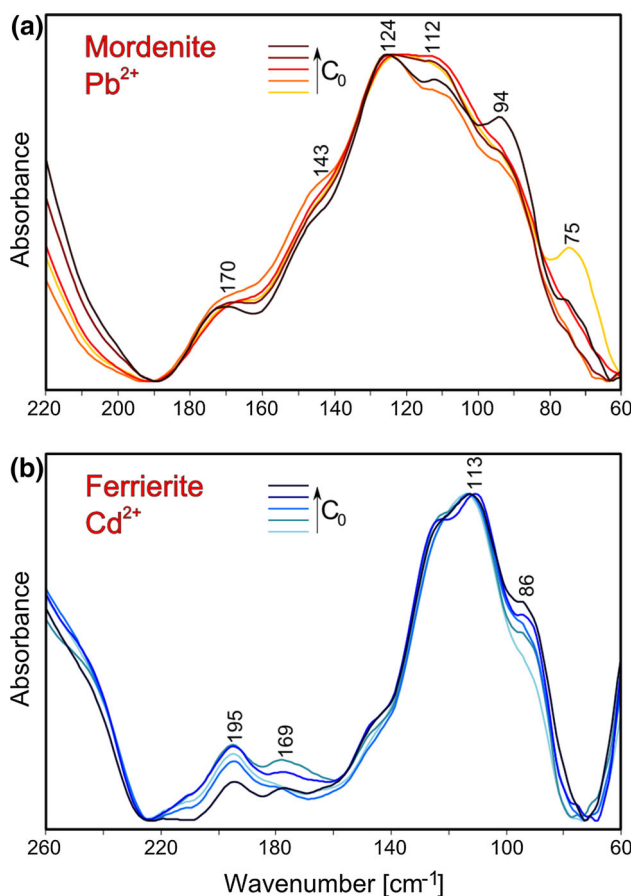 (a)
Mordenite
Pb²⁺
C₀
124
112
94
143
170
75
Absorbance
220 200 180 160 140 120 100 80 60
(b)
Ferrierite
Cd²⁺
C₀
113
86
195
169
Absorbance
260 220 180 140 100 60
Wavenumber [cm⁻¹]